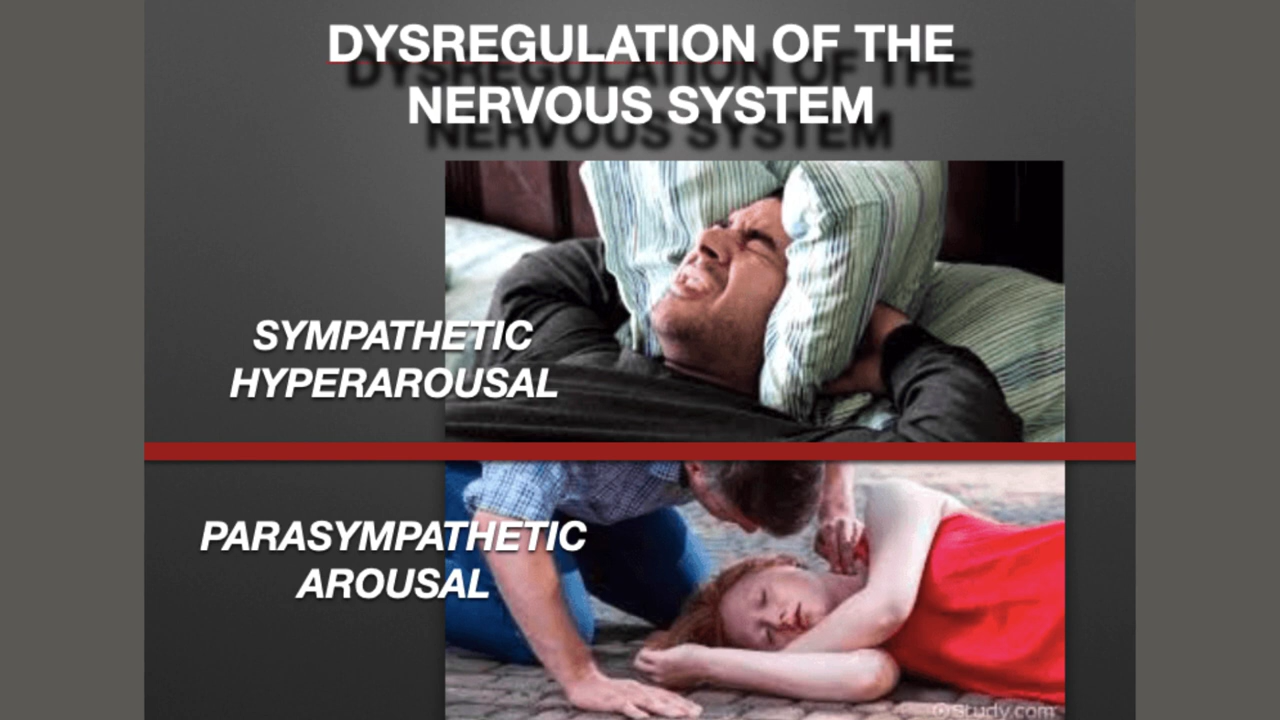 DYSREGULATION OF THE
NERVOUS SYSTEM
SYMPATHETIC
HYPERAROUSAL
PARASYMPATHETIC
AROUSAL
Study.com